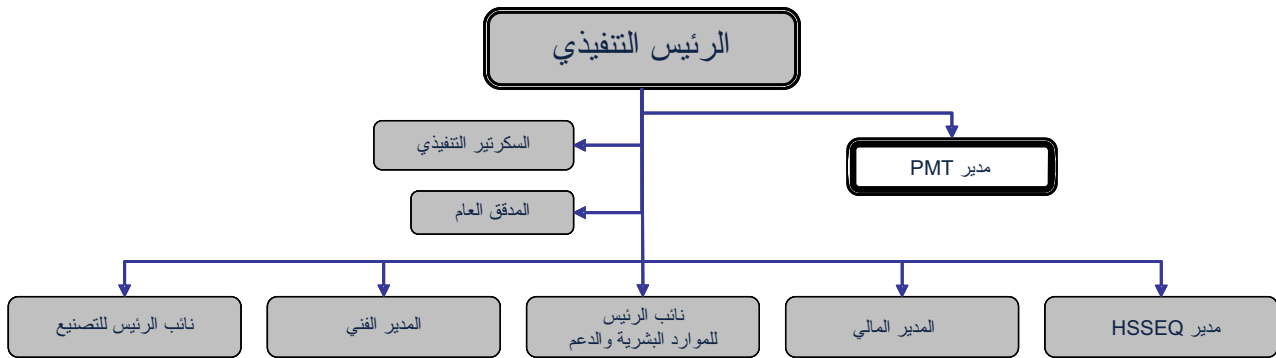 الرئيس التنفيذي
السكرتير التنفيذي
مدير PMT
المدقق العام
مدير HSSEQ
المدير المالي
نائب الرئيس
للموارد البشرية والدعم
المدير الفني
نائب الرئيس للتصنيع